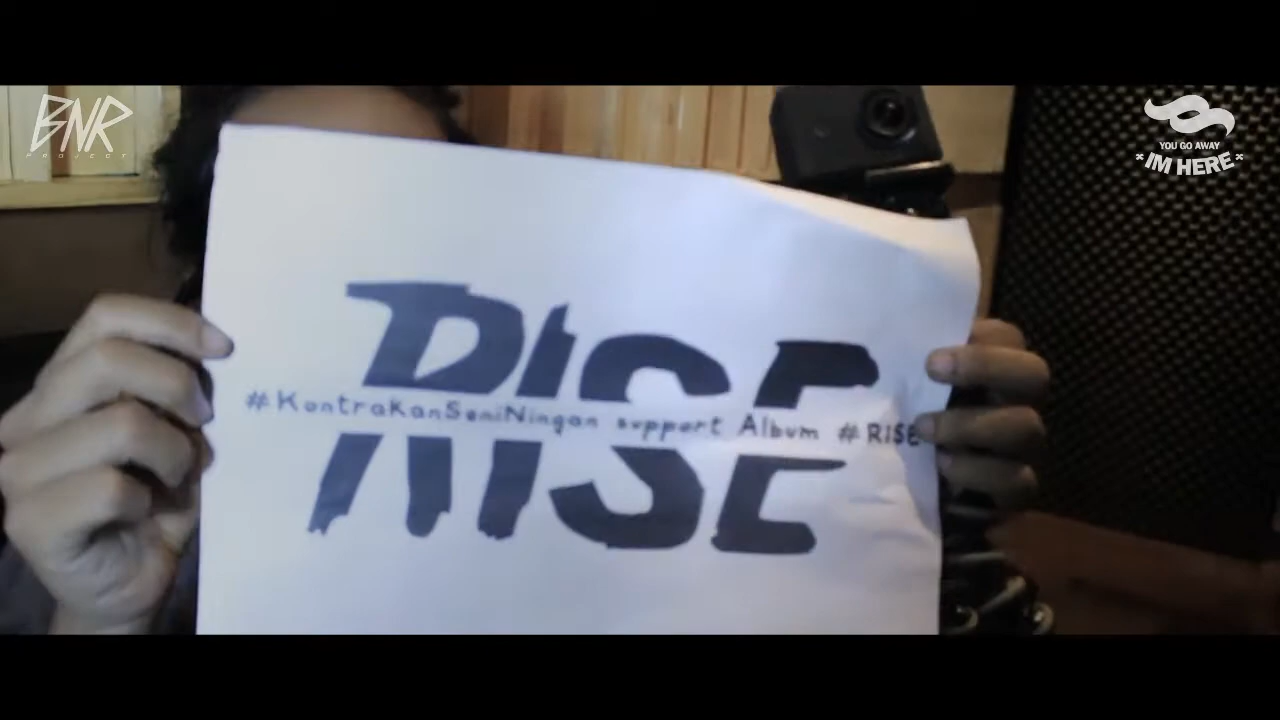 BNR
PROJECT
YOU GO AWAY
IM HERE
RISE
#KontrakanSeniNingan support Album #RISE